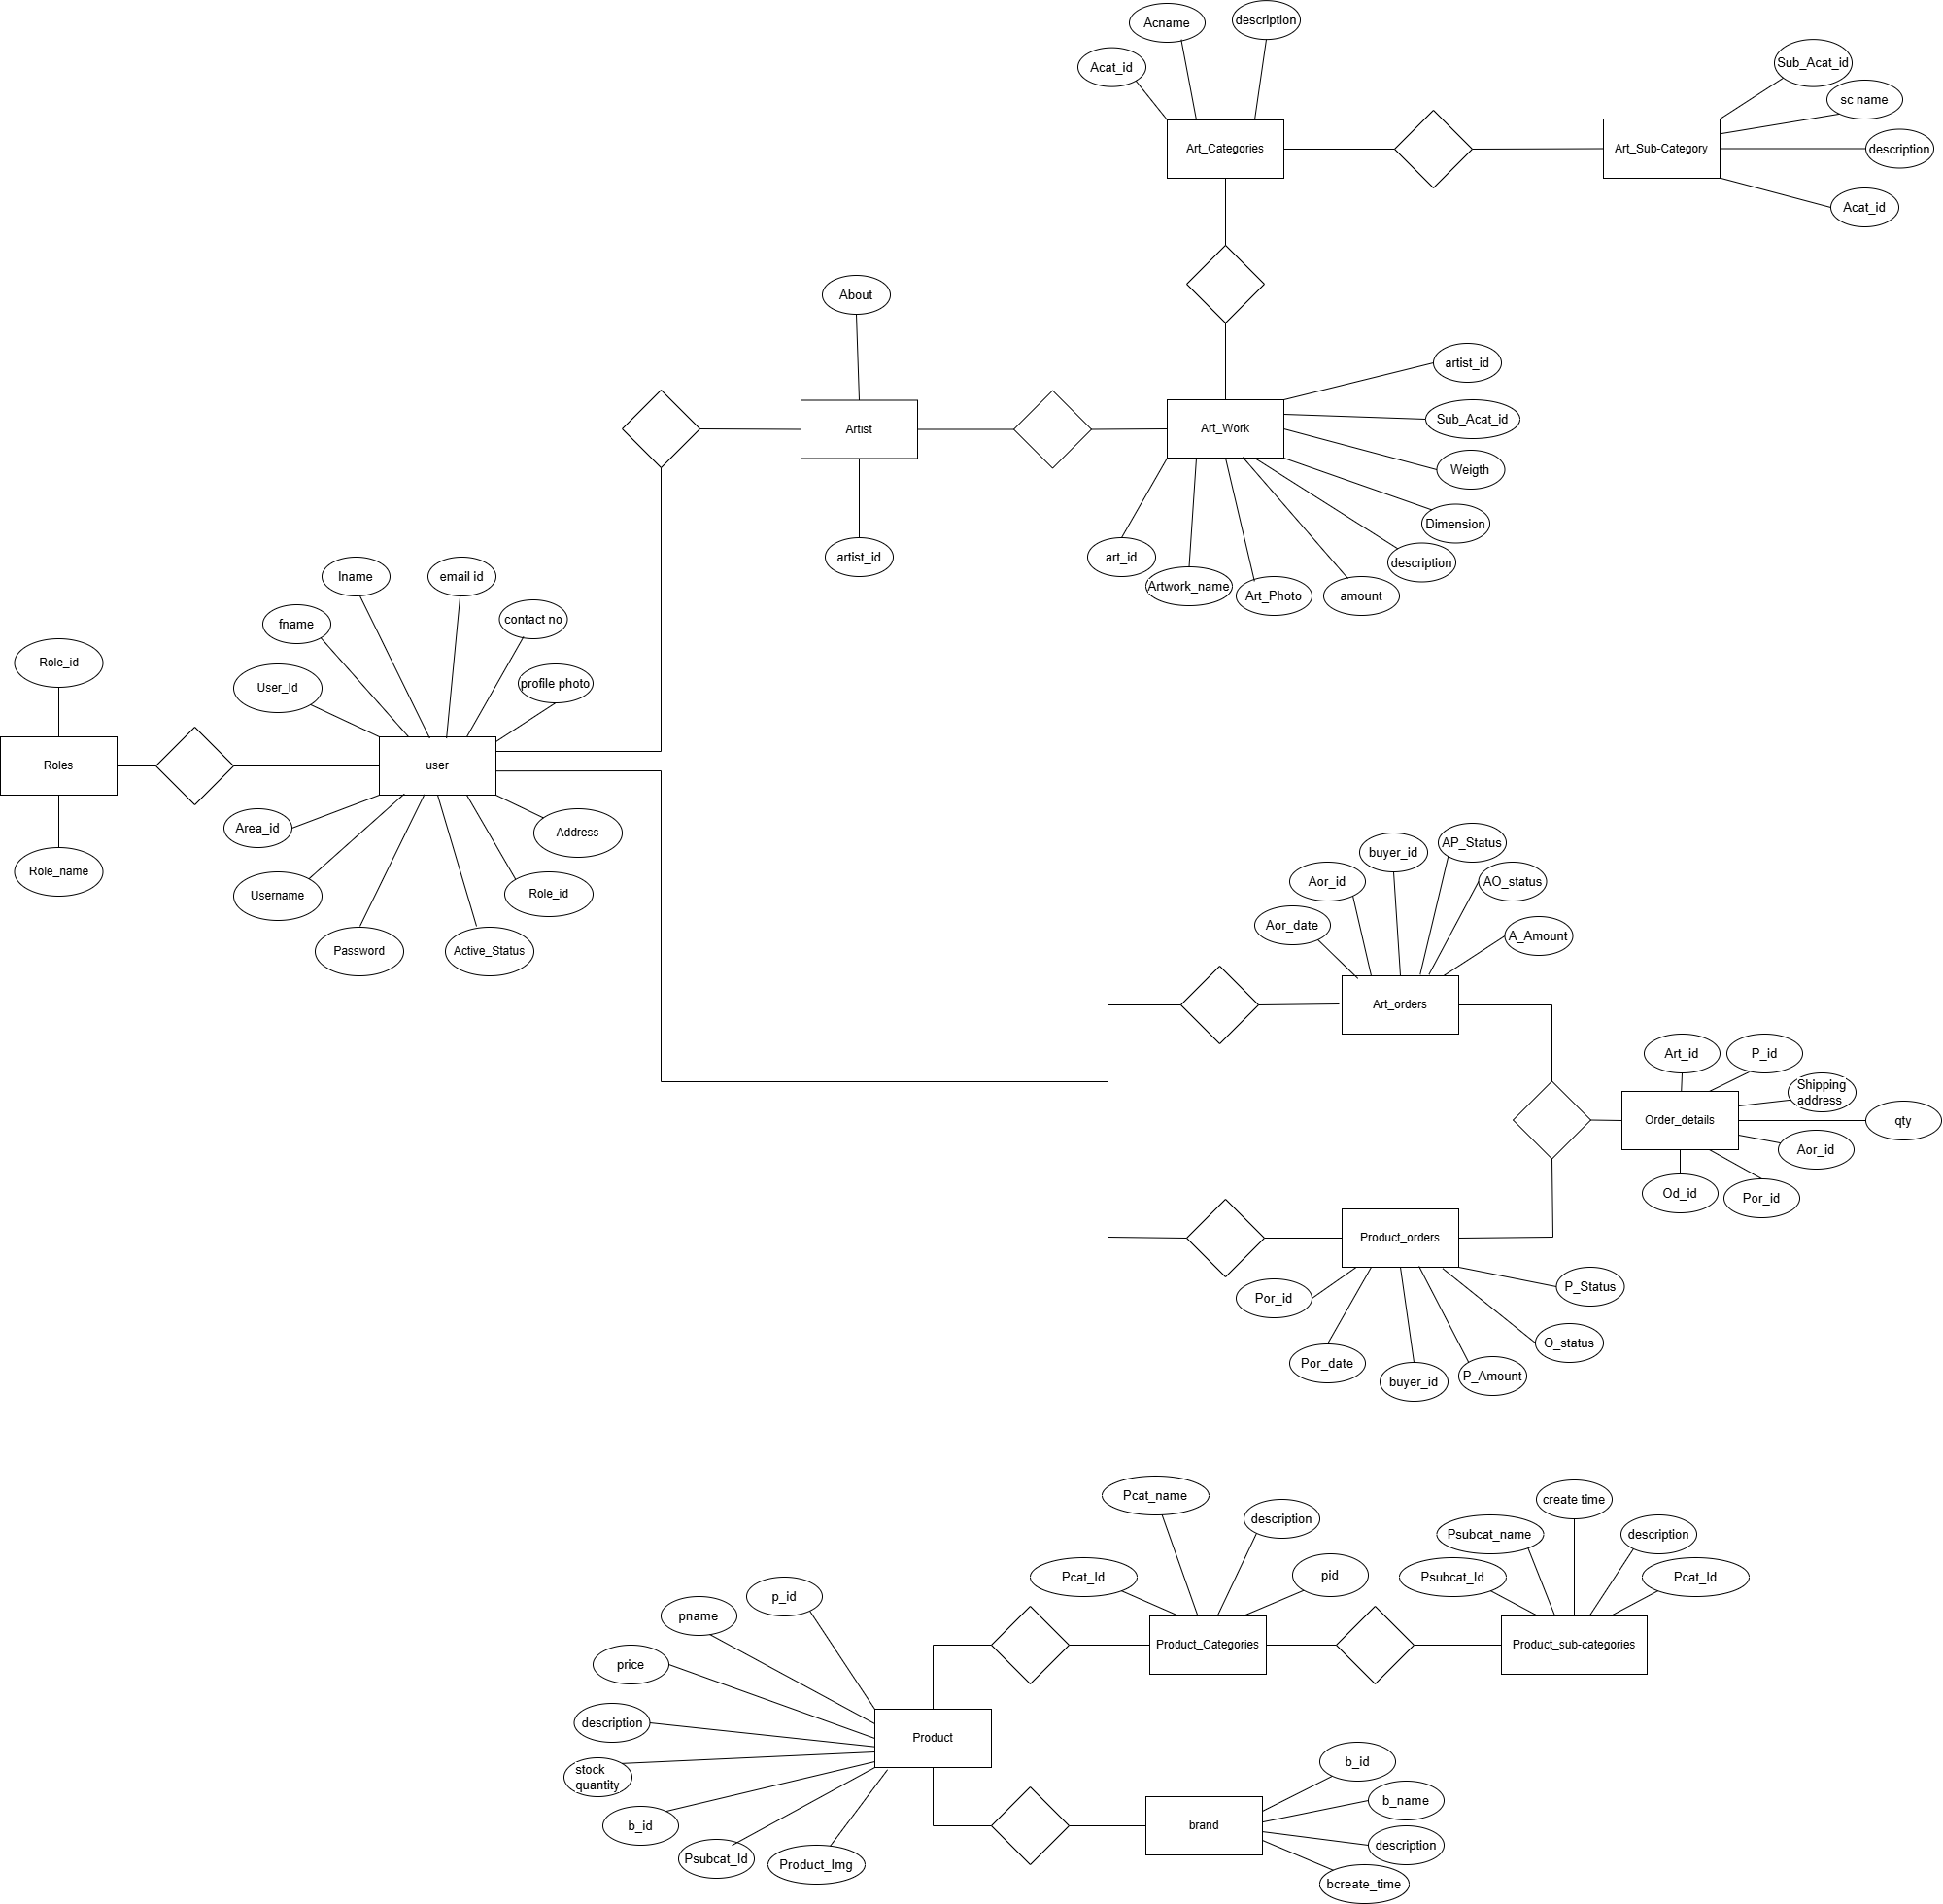 Acname
description
Acat_id
Art_Categories
Sub_Acat_id
sc name
Art_Sub-Category
description
Acat_id
About
Artist
artist_id
artist_id
Sub_Acat_id
Art_Work
Weigth
Dimension
description
art_id
Artwork_name
Art_Photo
amount
lname
email id
fname
contact no
User_Id
profile photo
Role_id
Roles
Role_name
user
Area_id
Address
Username
Role_id
Password
Active_Status
buyer_id
AP_Status
Aor_id
AO_status
Aor_date
A_Amount
Art_orders
Art_id
P_id
Shipping
address
Order_details
qty
Aor_id
Od_id
Por_id
Product_orders
Por_id
P_Status
Por_date
O_status
buyer_id
P_Amount
Pcat_name
description
Pcat_Id
pid
Product_Categories
create time
Psubcat_name
description
Psubcat_Id
Pcat_Id
Product_sub-categories
p_id
pname
price
description
stock
quantity
b_id
Psubcat_Id
Product_Img
Product
b_id
b_name
brand
description
bcreate_time